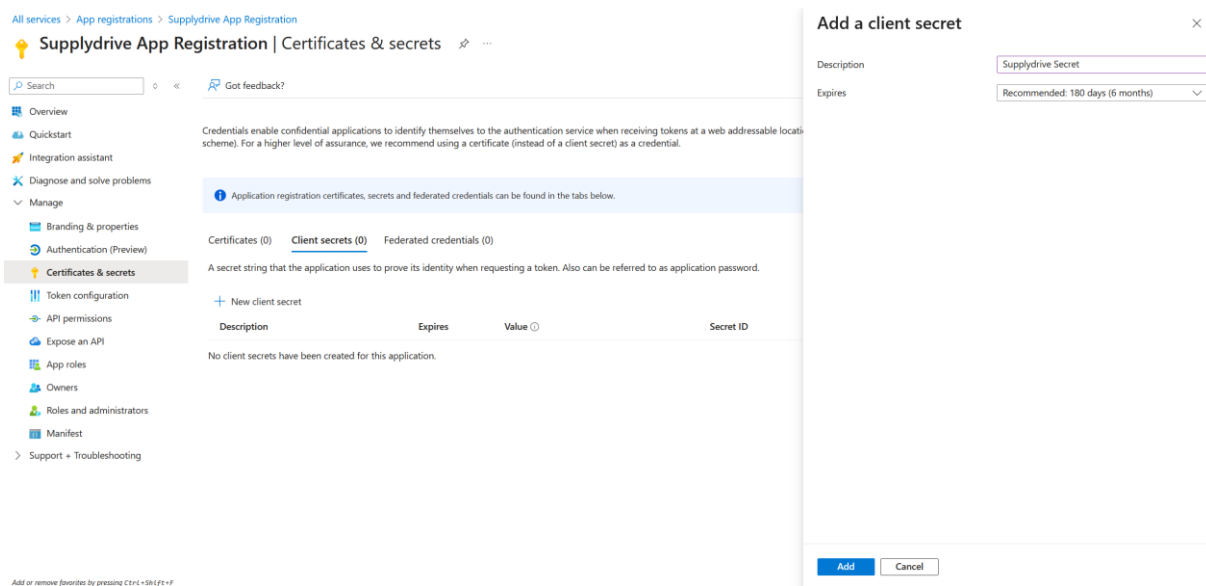 All services > App registrations > Supplydrive App Registration
Supplydrive App Registration | Certificates & secrets
Search
Overview
Quickstart
Integration assistant
Diagnose and solve problems
Manage
Branding & properties
Authentication (Preview)
Certificates & secrets
Token configuration
API permissions
Expose an API
App roles
Owners
Roles and administrators
Manifest
Support + Troubleshooting
Add or remove favorites by pressing Ctrl+Shift+F
Got feedback?
Credentials enable confidential applications to identify themselves to the authentication service when receiving tokens at a web addressable locati
scheme). For a higher level of assurance, we recommend using a certificate (instead of a client secret) as a credential.
Application registration certificates, secrets and federated credentials can be found in the tabs below.
Certificates (0) Client secrets (0) Federated credentials (0)
A secret string that the application uses to prove its identity when requesting a token. Also can be referred to as application password.
New client secret
Description Expires Value Secret ID
No client secrets have been created for this application.
Add a client secret
Description Supplydrive Secret
Expires Recommended: 180 days (6 months)
Add Cancel